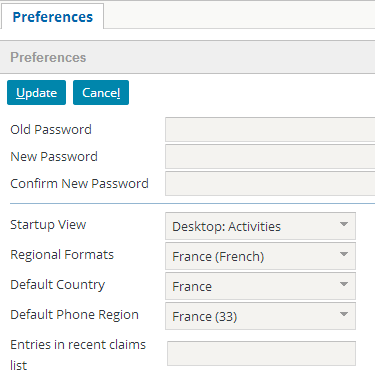 Preferences
Preferences
Update Cancel
Old Password
New Password
Confirm New Password
Startup View Desktop: Activities
Regional Formats France (French)
Default Country France
Default Phone Region France (33)
Entries in recent claims
list